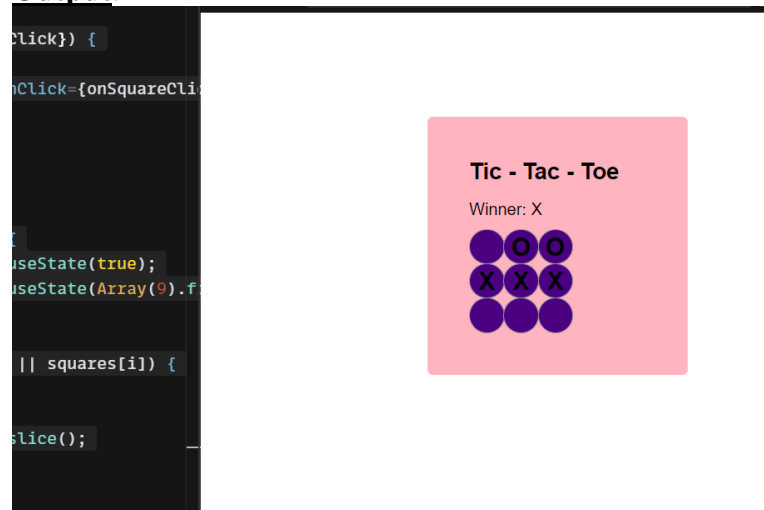 Click}) {
nClick={onSquareCli
{
useState(true);
useState(Array(9).f
|| squares[i]) {
slice();
Tic - Tac - Toe
Winner: X
O O
X X X